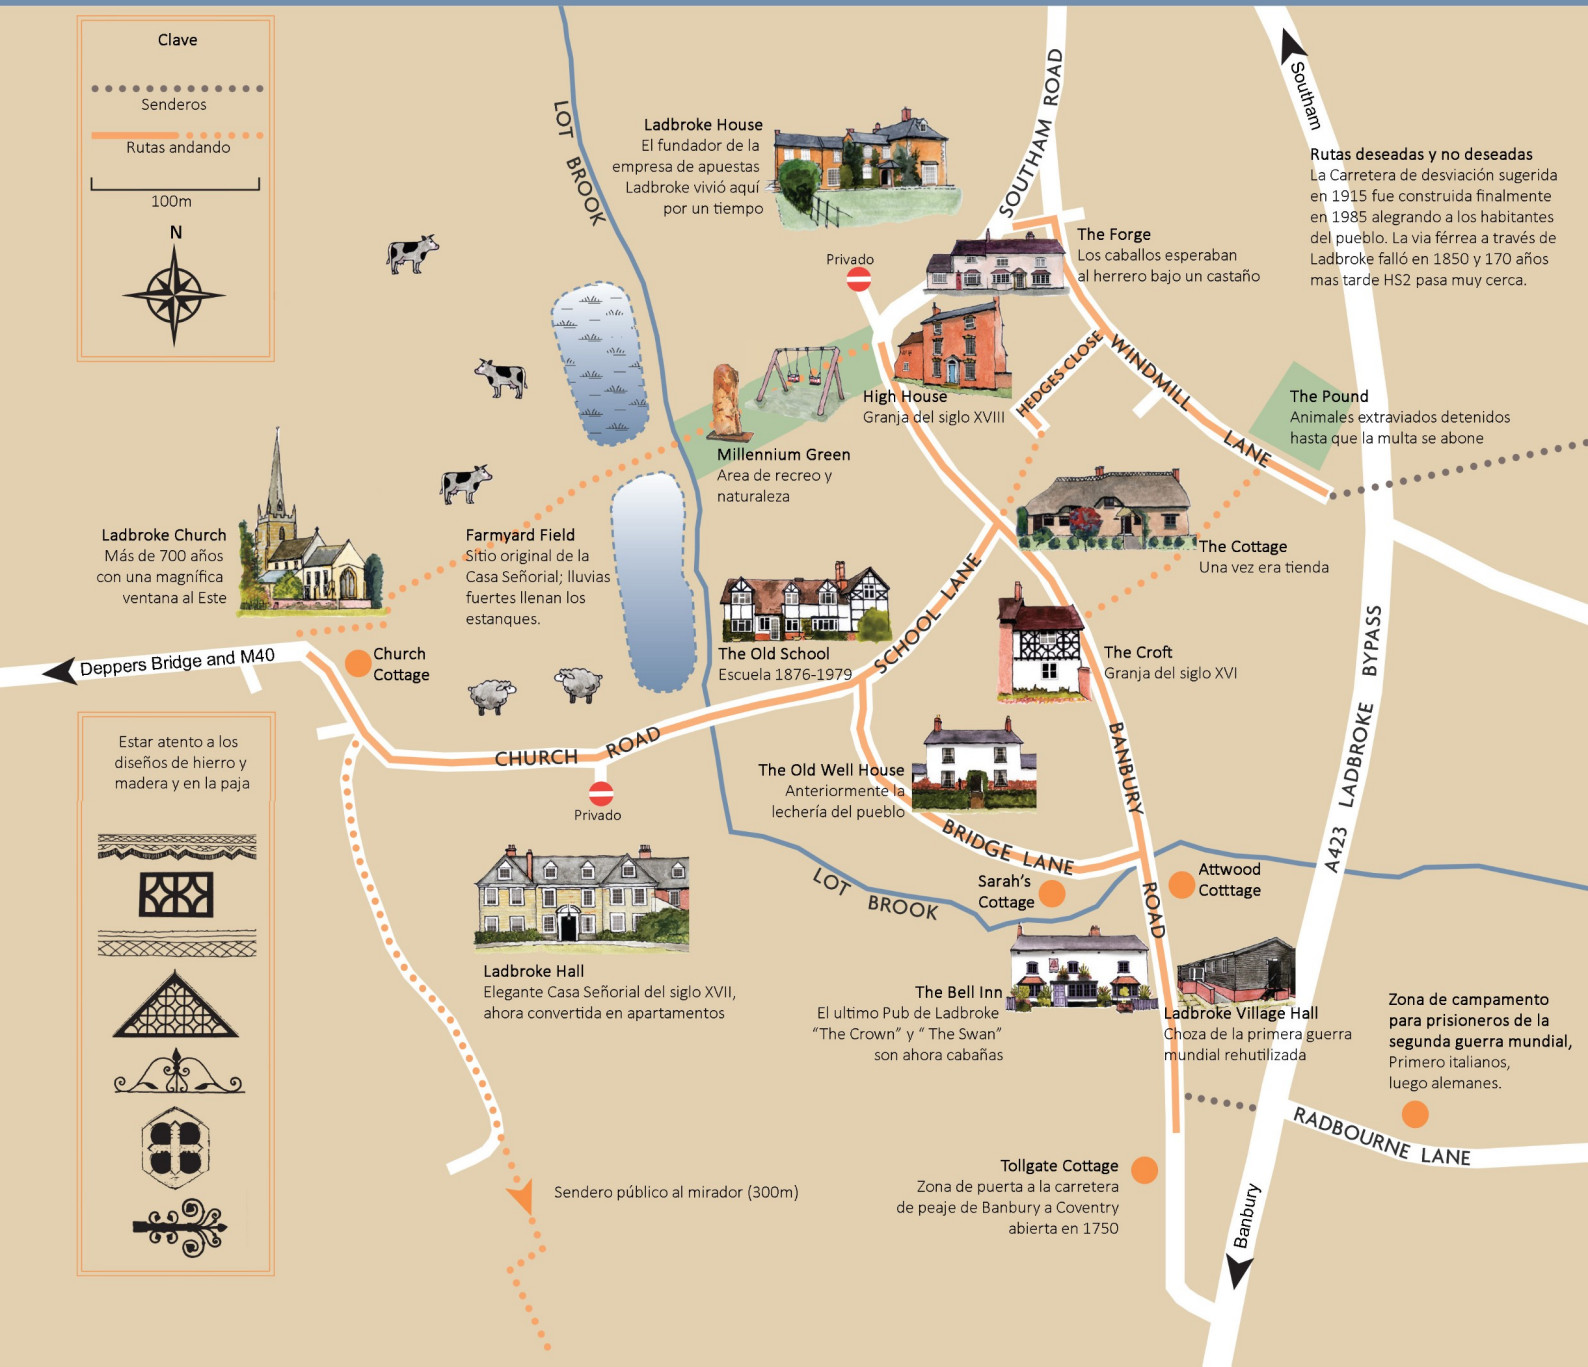 Clave
Senderos
Rutas andando
100m
N
LOT BROOK
Ladbroke House
El fundador de la
empresa de apuestas
Ladbroke vivió aquí
por un tiempo
SOUTHAM ROAD
Southam
Rutas deseadas y no deseadas
La Carretera de desviación sugerida
en 1915 fue construida finalmente
en 1985 alegrando a los habitantes
del pueblo. La via férrea a través de
Ladbroke falló en 1850 y 170 años
mas tarde HS2 pasa muy cerca.
The Forge
Los caballos esperaban
al herrero bajo un castaño
Privado
HEDGES CLOSE
WINDMILL LANE
High House
Granja del siglo XVIII
The Pound
Animales extraviados detenidos
hasta que la multa se abone
Millennium Green
Area de recreo y
naturaleza
Ladbroke Church
Más de 700 años
con una magnífica
ventana al Este
Farmyard Field
Sitio original de la
Casa Señorial; lluvias
fuertes llenan los
estanques.
The Cottage
Una vez era tienda
SCHOOL LANE
The Old School
Escuela 1876-1979
The Croft
Granja del siglo XVI
A423 LADBROKE BYPASS
Deppers Bridge and M40
Church
Cottage
CHURCH ROAD
Privado
BANBURY ROAD
The Old Well House
Anteriormente la
lechería del pueblo
BRIDGE LANE
Estar atento a los
diseños de hierro y
madera y en la paja
LOT BROOK
Sarah's
Cottage
Attwood
Cotttage
Ladbroke Hall
Elegante Casa Señorial del siglo XVII,
ahora convertida en apartamentos
The Bell Inn
El ultimo Pub de Ladbroke
“The Crown” y “ The Swan”
son ahora cabañas
Ladbroke Village Hall
Choza de la primera guerra
mundial rehutilizada
Zona de campamento
para prisioneros de la
segunda guerra mundial,
Primero italianos,
luego alemanes.
RADBOURNE LANE
Tollgate Cottage
Zona de puerta a la carretera
de peaje de Banbury a Coventry
abierta en 1750
Sendero público al mirador (300m)
Banbury